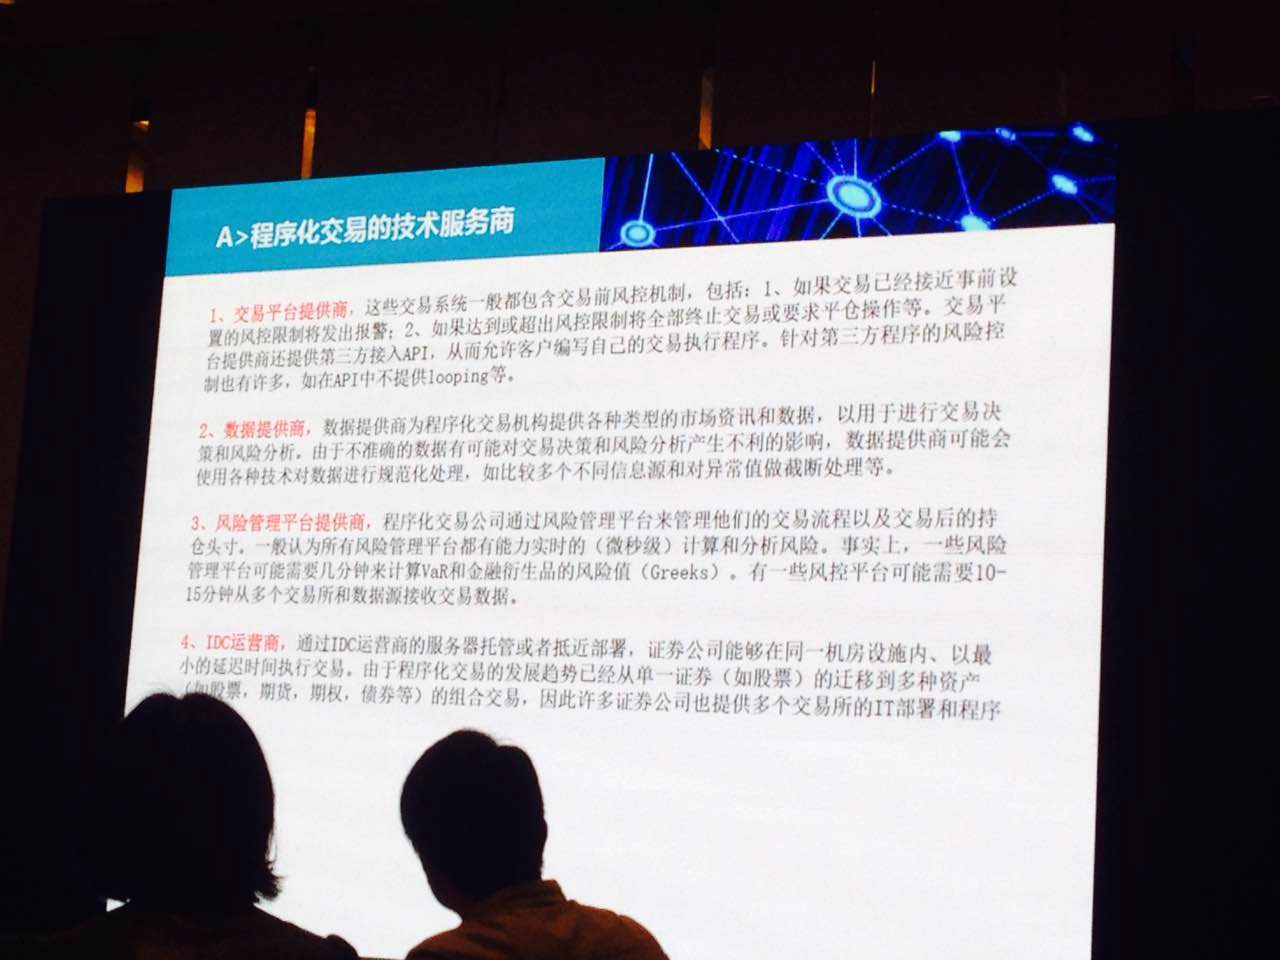 A>程序化交易的技术服务商
1、交易平台提供商，这些交易系统一般都包含交易前风控机制，包括：1、如果交易已经接近事前设
置的风控限制将发出报警；2、如果达到或超出风控限制将全部终止交易或要求平仓操作等。交易平
台提供商还提供第三方接入API，从而允许客户编写自己的交易执行程序。针对第三方程序的风险控
制也有许多，如在API中不提供looping等。
2、数据提供商，数据提供商为程序化交易机构提供各种类型的市场资讯和数据，以用于进行交易决
策和风险分析。由于不准确的数据有可能对交易决策和风险分析产生不利的影响，数据提供商可能会
使用各种技术对数据进行规范化处理，如比较多个不同信息源和对异常值做截断处理等。
3、风险管理平台提供商，程序化交易公司通过风险管理平台来管理他们的交易流程以及交易后的持
仓头寸。一般认为所有风险管理平台都有能力实时的（微秒级）计算和分析风险。事实上，一些风险
管理平台可能需要几分钟来计算VaR和金融衍生品的风险值（Greeks）。有一些风控平台可能需要10-
15分钟从多个交易所和数据源接收交易数据。
4、IDC运营商，通过IDC运营商的服务器托管或者抵近部署，证券公司能够在同一机房设施内、以最
小的延迟时间执行交易。由于程序化交易的发展趋势已经从单一证券（如股票）的迁移到多种资产
（如股票，期货，期权，债券等）的组合交易，因此许多证券公司也提供多个交易所的IT部署和程序